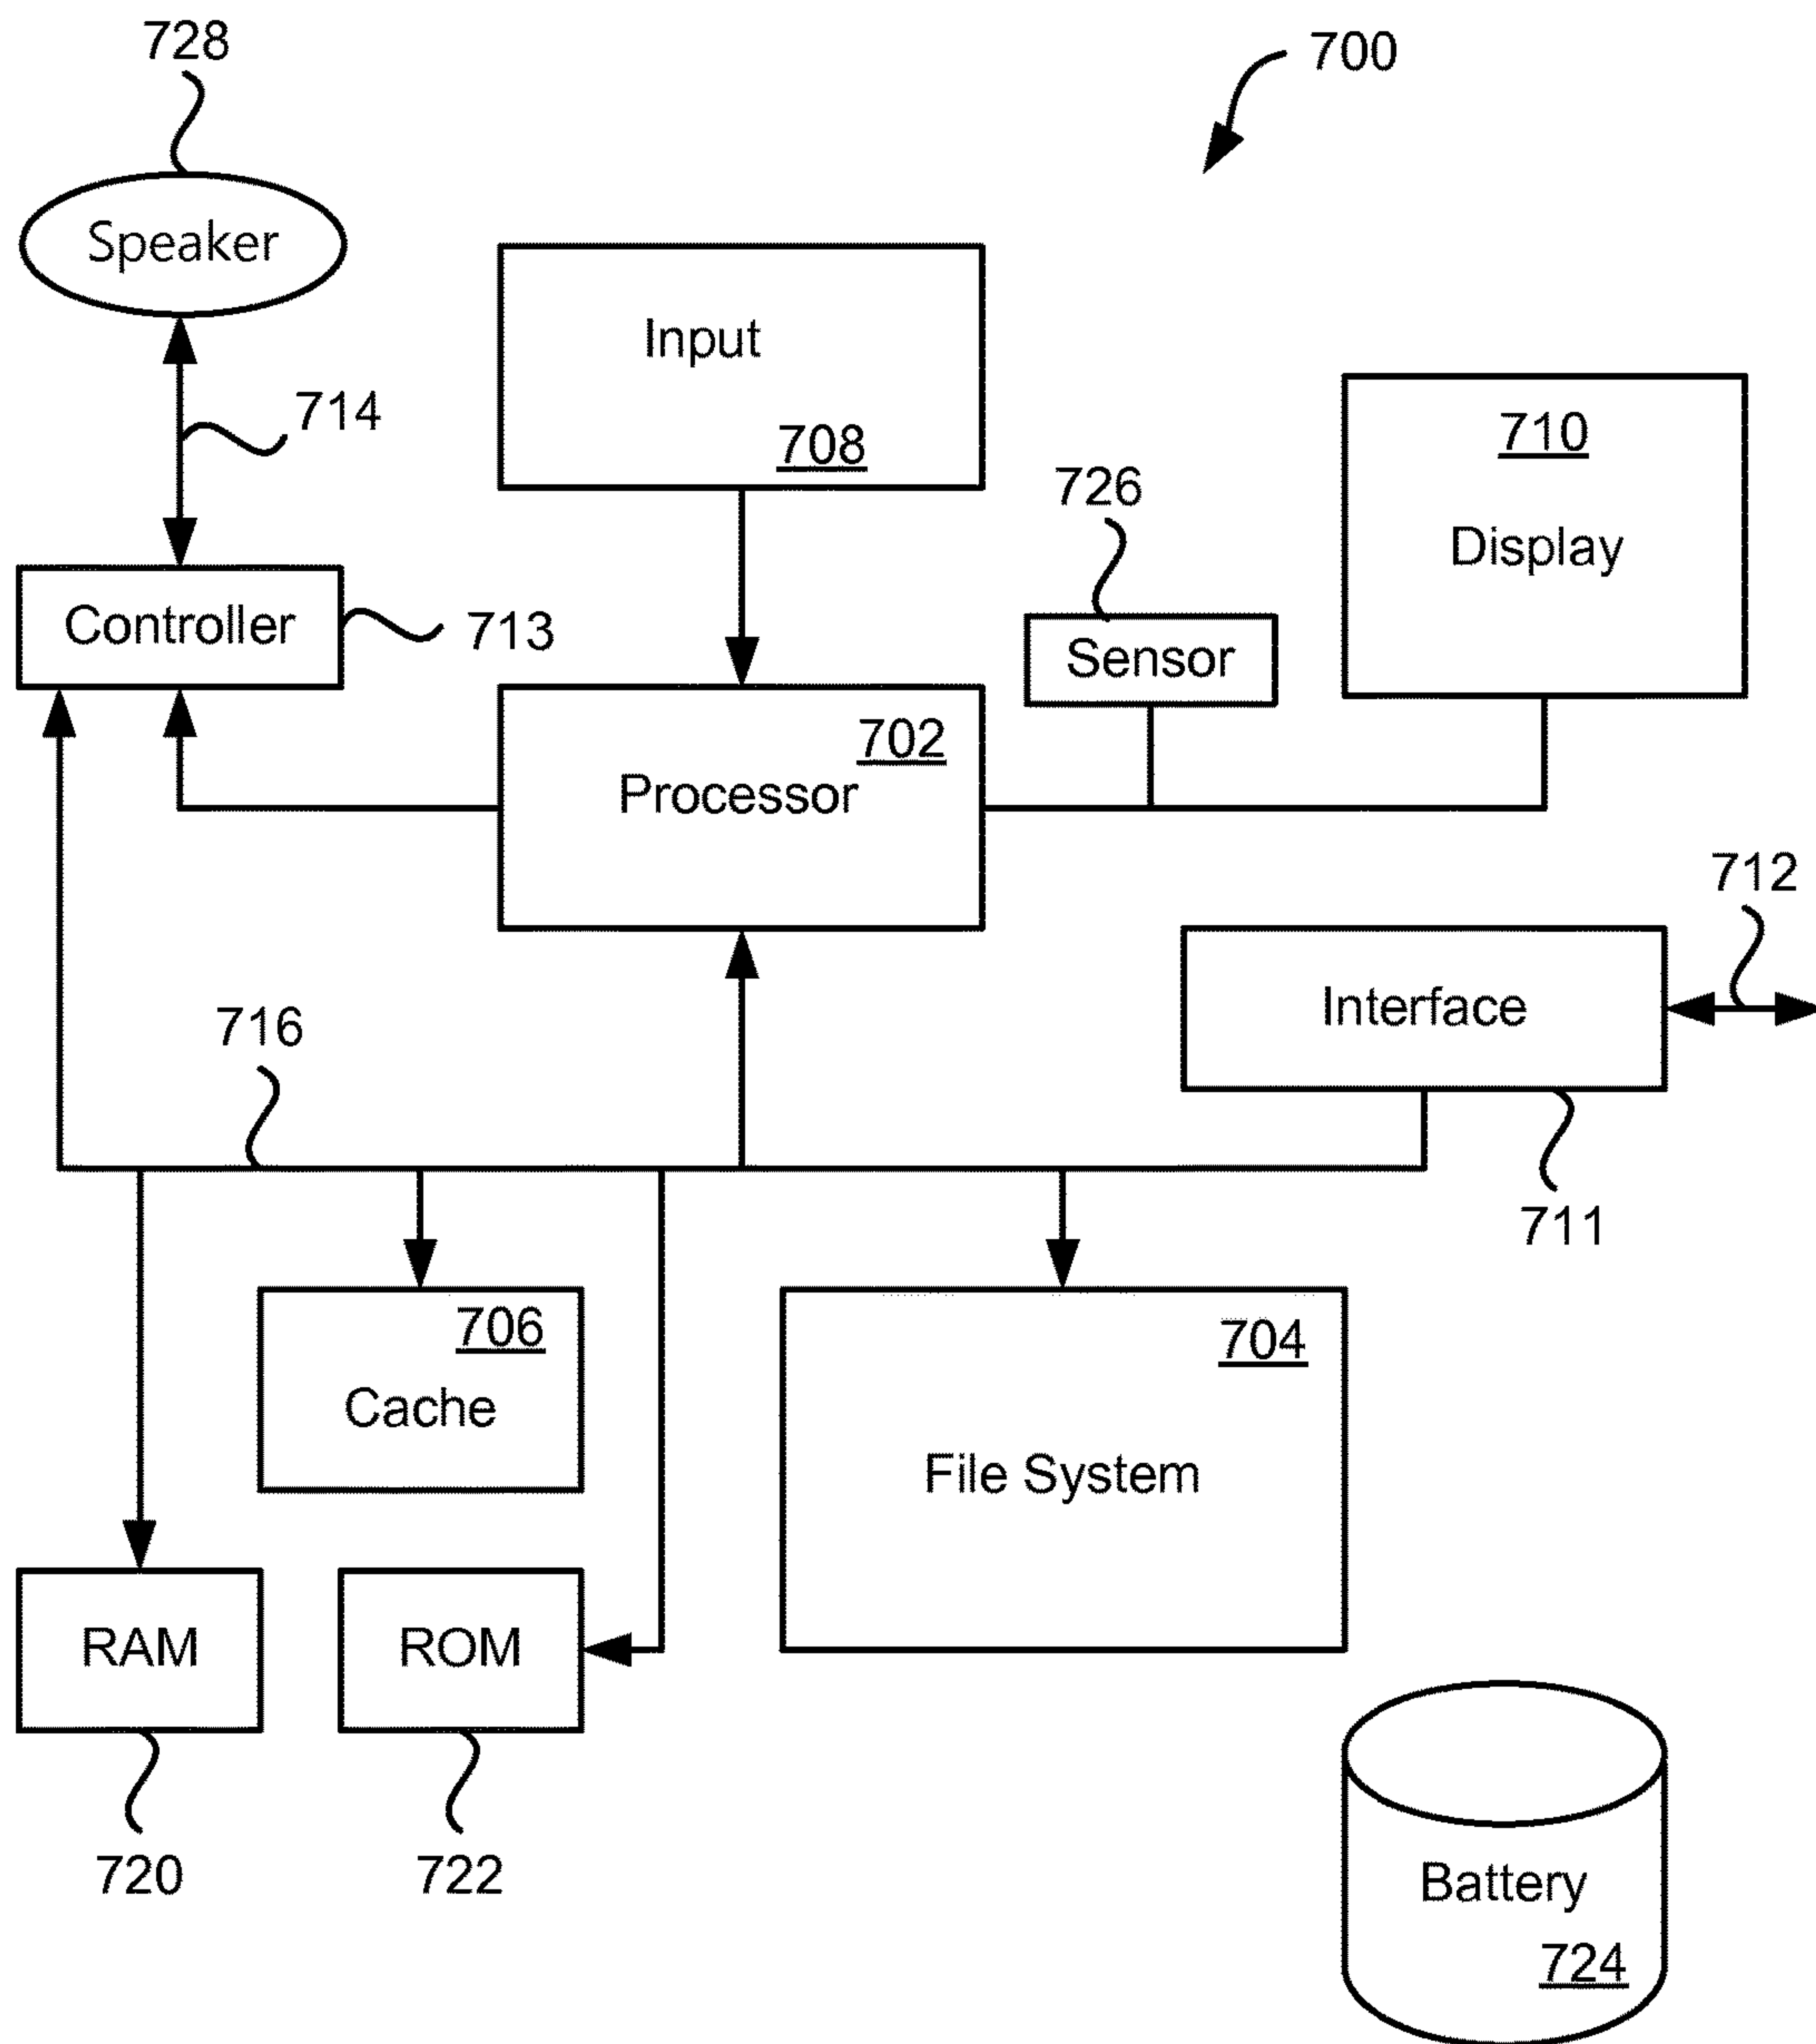 728
700
Speaker
Input
708
714
710
Display
726
Sensor
Controller
713
702
Processor
712
Interface
716
711
706
Cache
704
File System
RAM
ROM
720
722
Battery
724